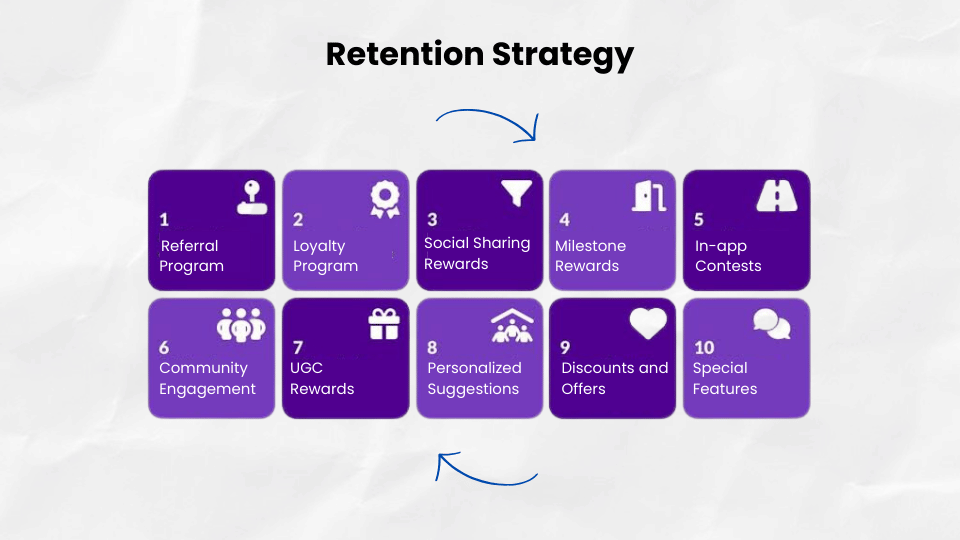 Retention Strategy
1
Referral
Program
2
Loyalty
Program
3
Social Sharing
Rewards
4
Milestone
Rewards
5
In-app
Contests
6
Community
Engagement
7
UGC
Rewards
8
Personalized
Suggestions
9
Discounts and
Offers
10
Special
Features